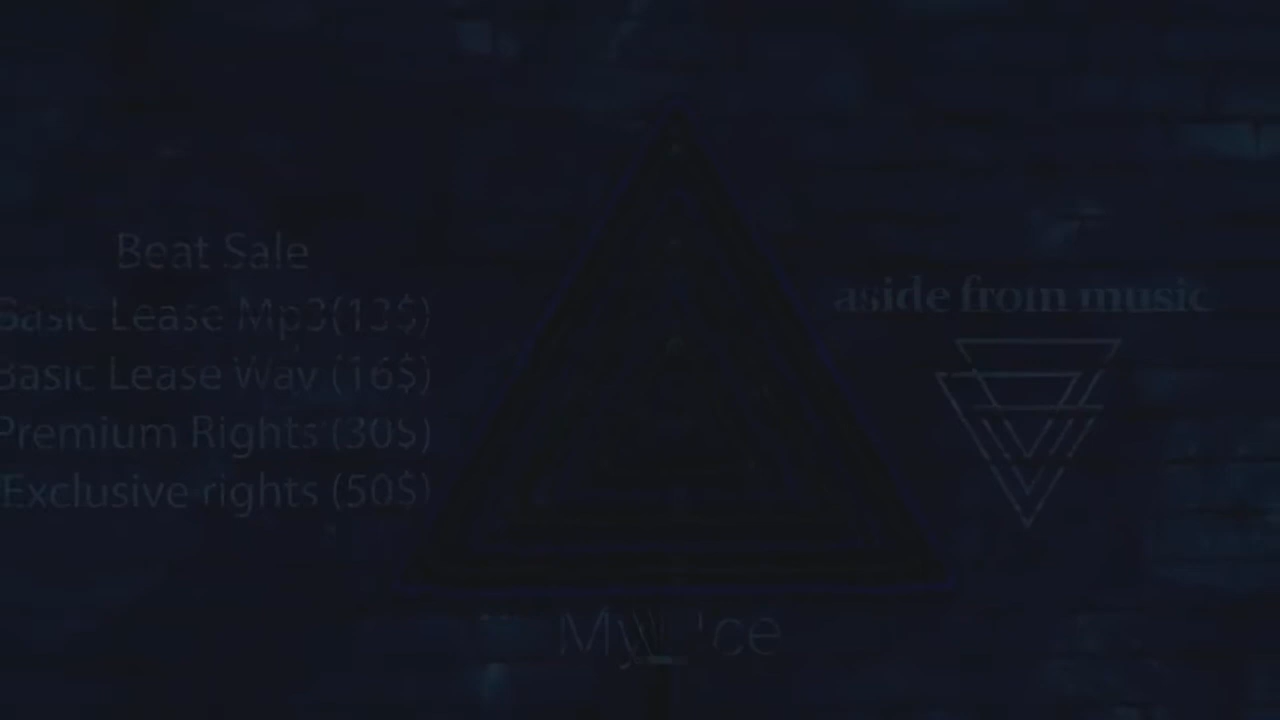 Beat Sale
Basic Lease Mp3(13$)
Basic Lease Wav (16$)
Premium Rights (30$)
Exclusive rights (50$)
aside from music